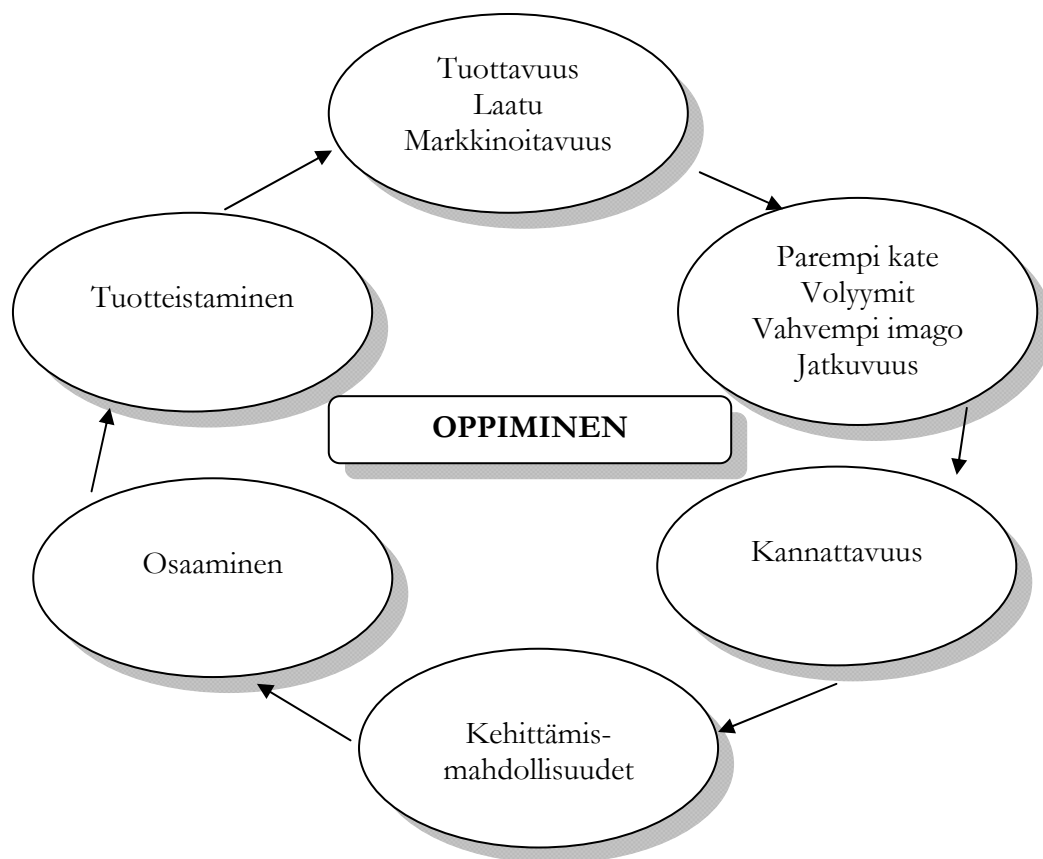 Tuottavuus
Laatu
Markkinoitavuus
Parempi kate
Volyymit
Vahvempi imago
Jatkuvuus
Tuotteistaminen
OPPIMINEN
Kannattavuus
Osaaminen
Kehittämis-
mahdollisuudet